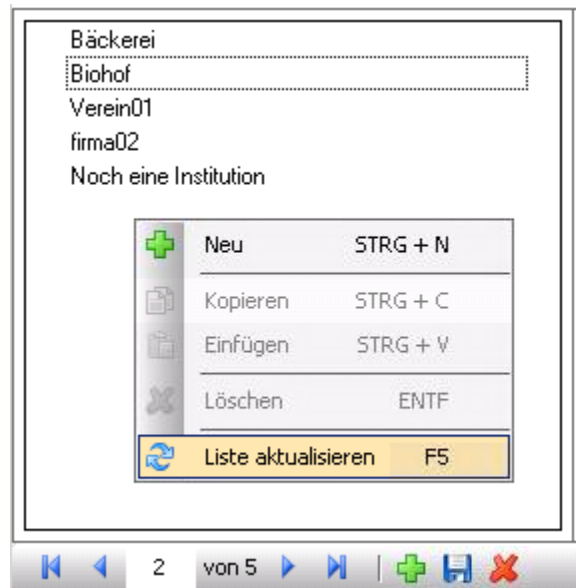 Bäckerei
Biohof
Verein01
firma02
Noch eine Institution
Neu STRG + N
Kopieren STRG + C
Einfügen STRG + V
Löschen ENTF
Liste aktualisieren F5
2 von 5